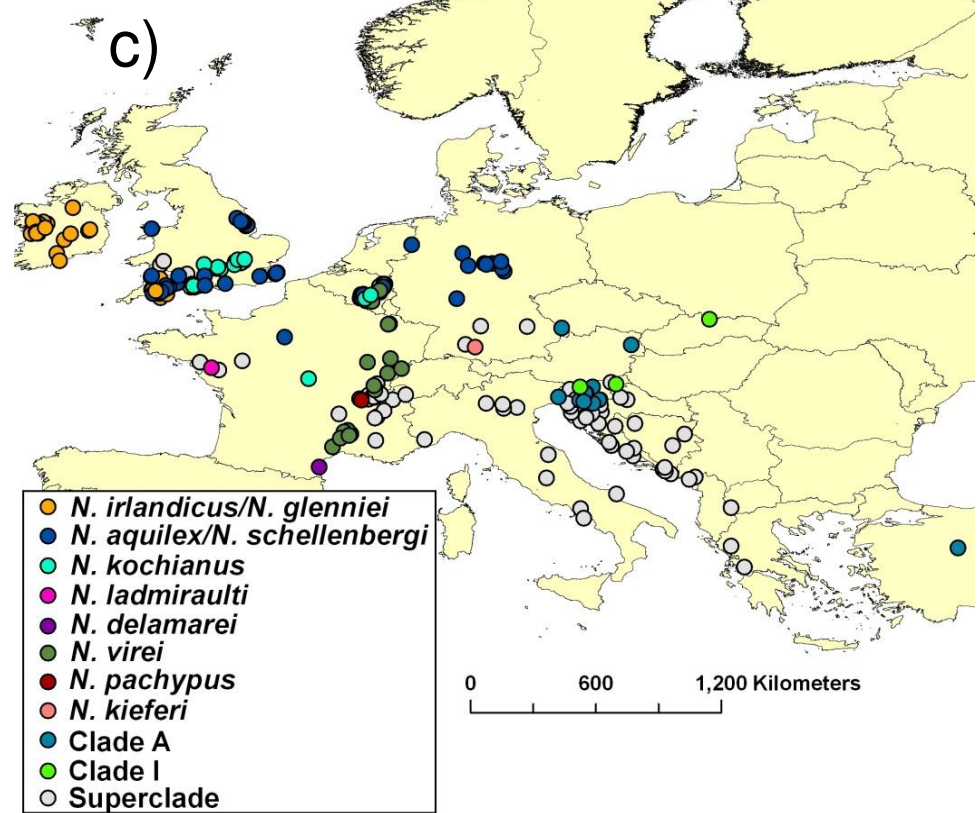 c)
N. irlandicus/N. glenniei
N. aquilex/N. schellenbergi
N. kochianus
N. ladmiraulti
N. delamarei
N. virei
N. pachypus
N. kieferi
Clade A
Clade I
Superclade
0 600 1,200 Kilometers